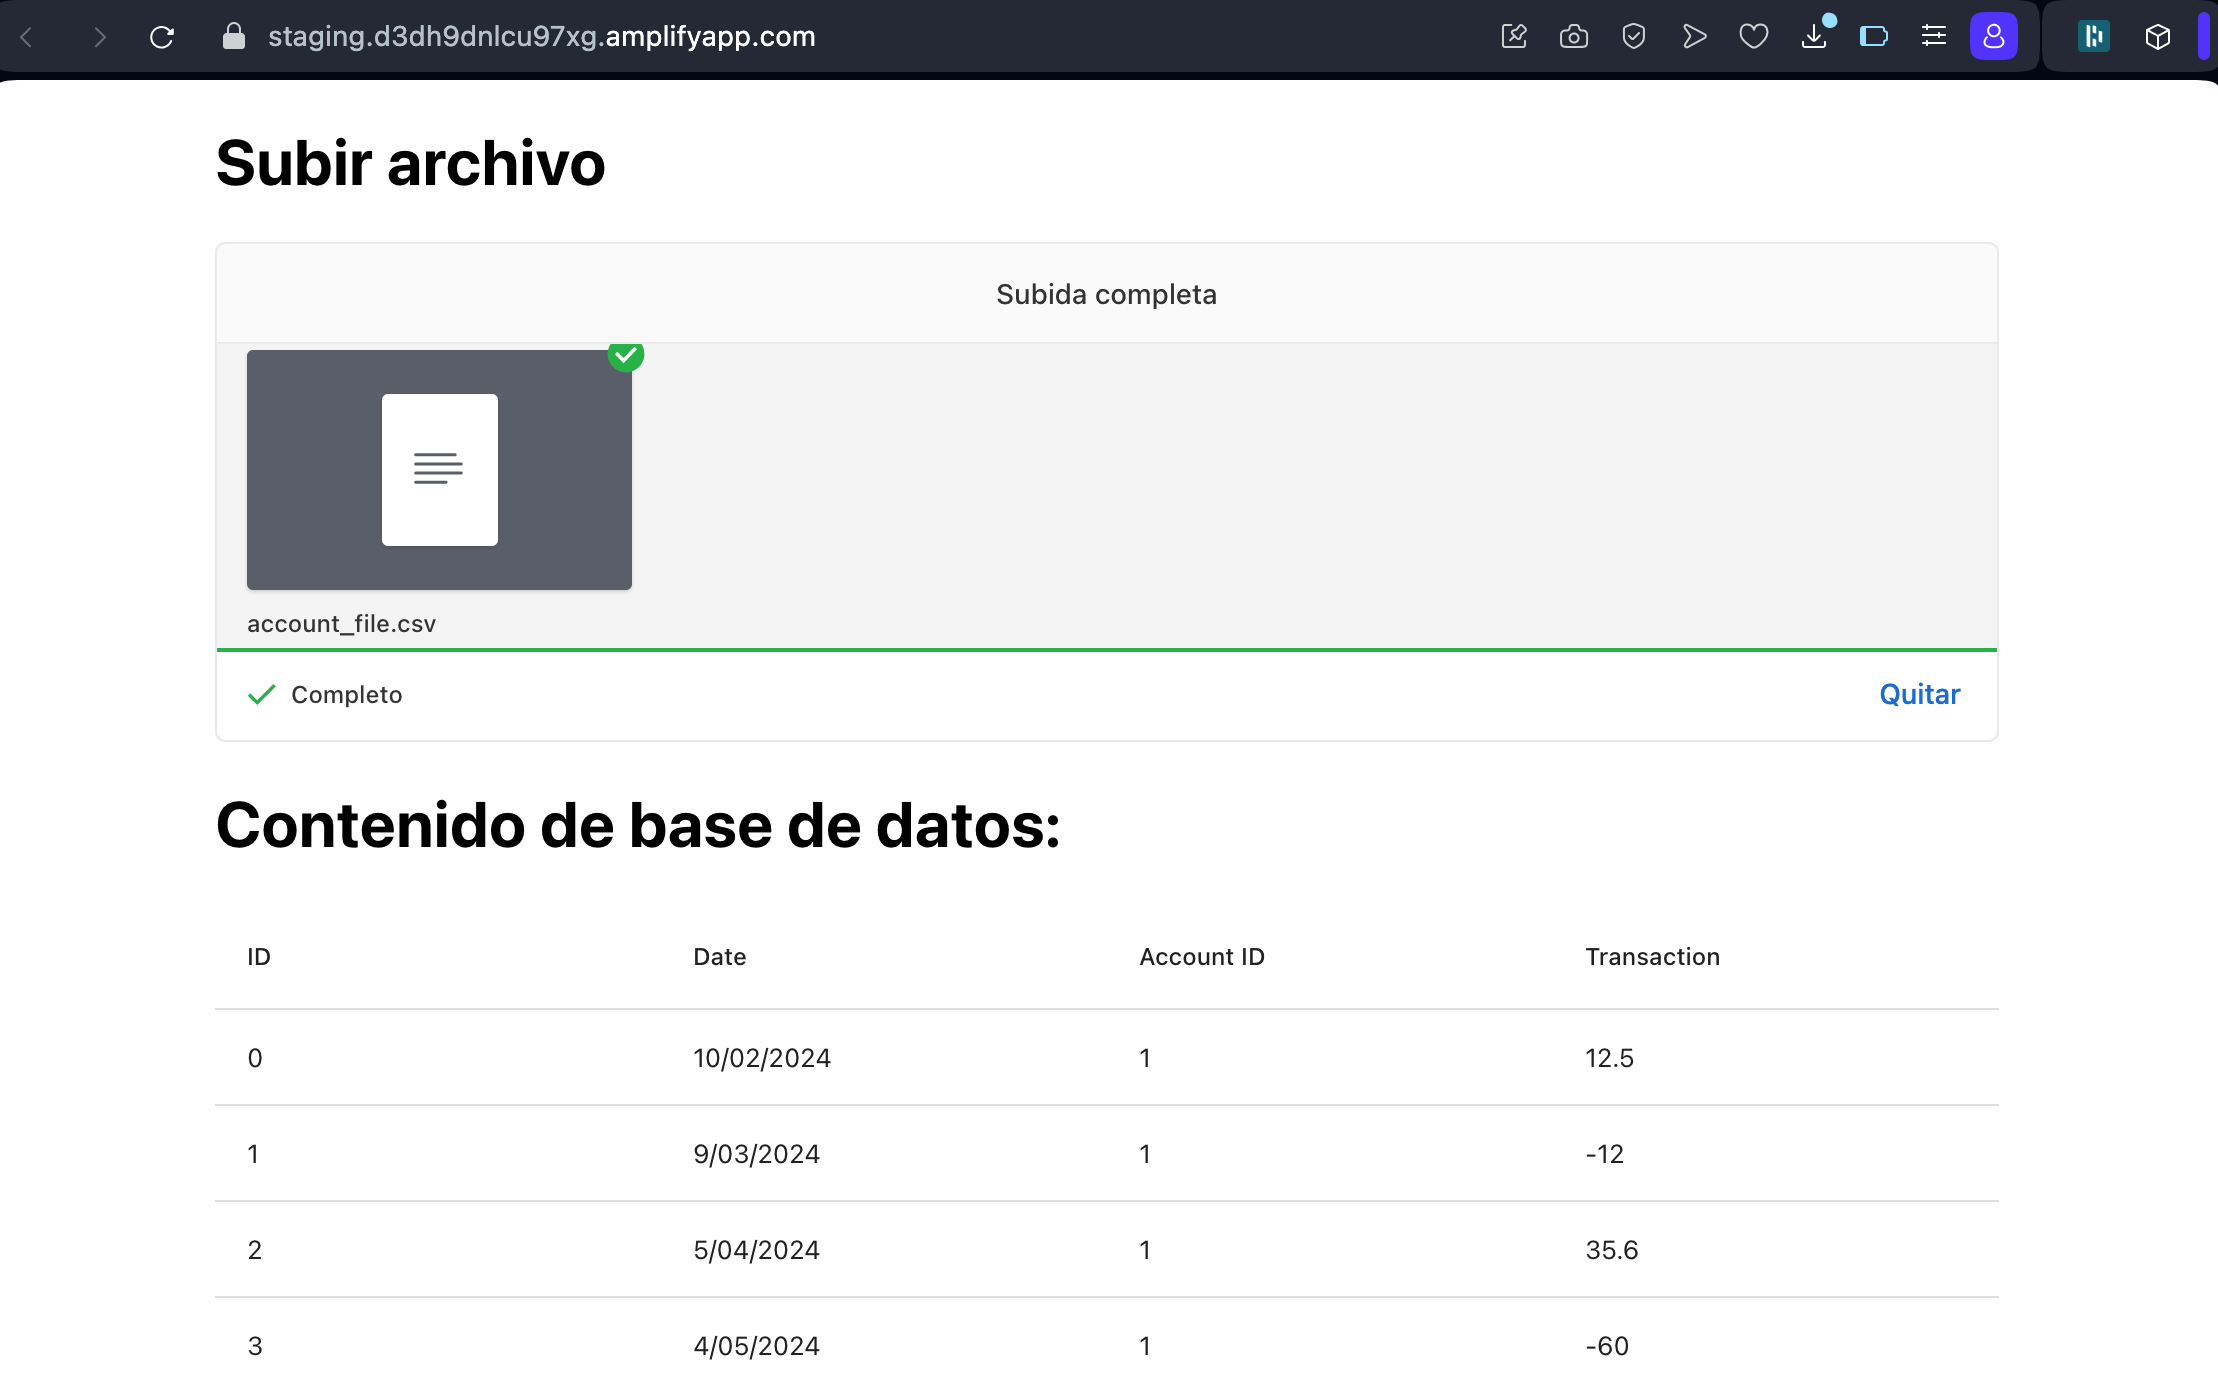 staging.d3dh9dnlcu97xg.amplifyapp.com
Subir archivo
Subida completa
account_file.csv
Completo
Quitar
Contenido de base de datos:
ID Date Account ID Transaction
0 10/02/2024 1 12.5
1 9/03/2024 1 -12
2 5/04/2024 1 35.6
3 4/05/2024 1 -60